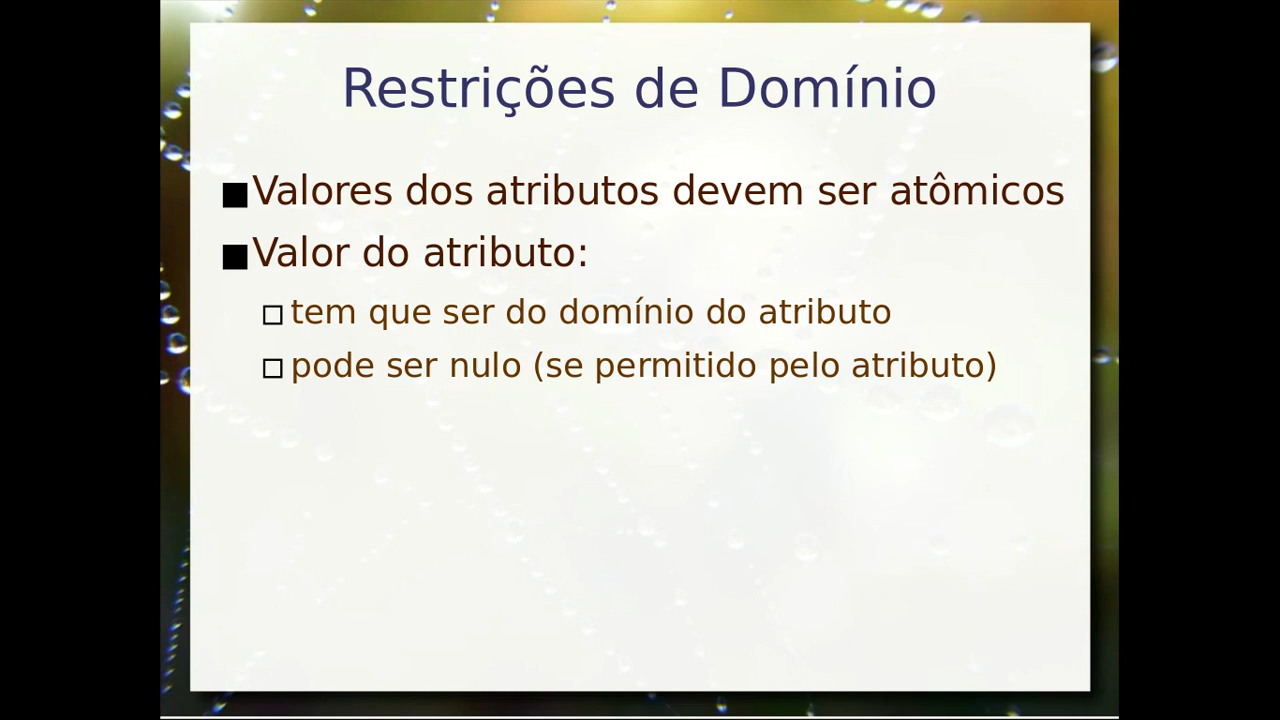 Restrições de Domínio
Valores dos atributos devem ser atômicos
Valor do atributo:
tem que ser do domínio do atributo
pode ser nulo (se permitido pelo atributo)